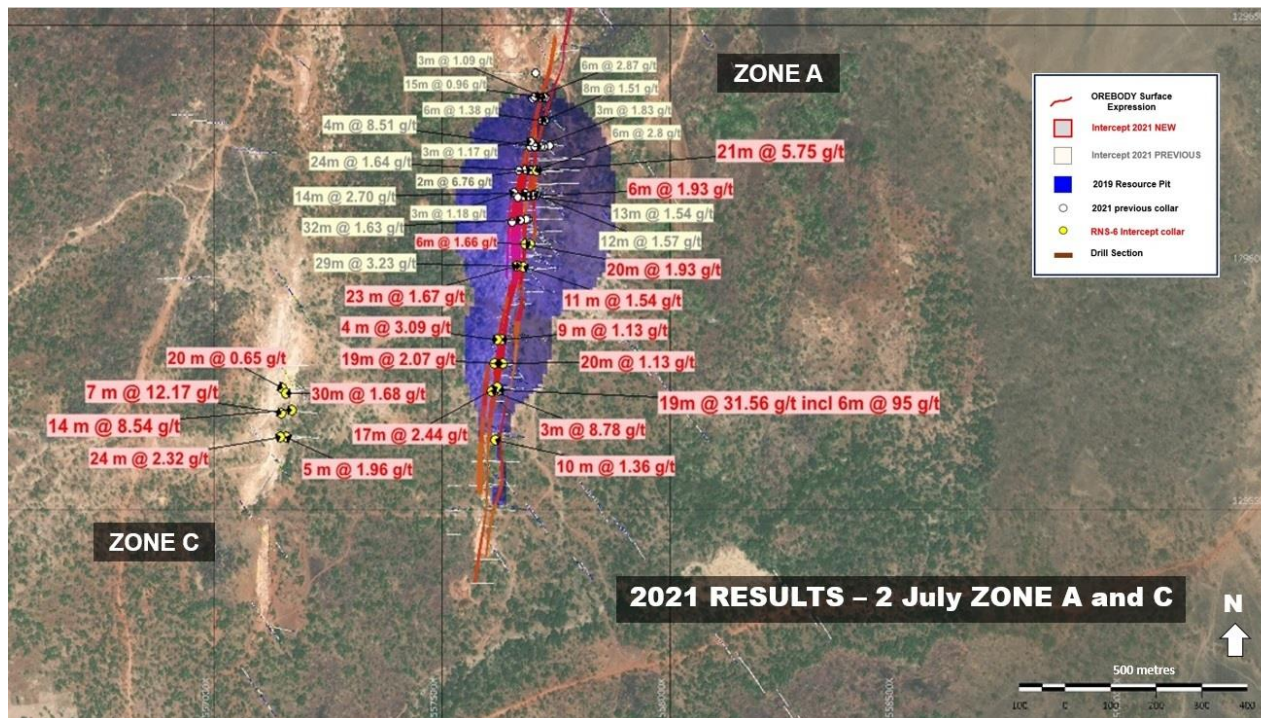 ZONE A
3m @ 1.09 g/t
6m @ 2.87 g/t
15m @ 0.96 g/t
8m @ 1.51 g/t
6m @ 1.38 g/t
3m @ 1.83 g/t
4m @ 8.51 g/t
6m @ 2.8 g/t
3m @ 1.17 g/t
21m @ 5.75 g/t
24m @ 1.64 g/t
2m @ 6.76 g/t
6m @ 1.93 g/t
14m @ 2.70 g/t
3m @ 1.18 g/t
13m @ 1.54 g/t
32m @ 1.63 g/t
6m @ 1.66 g/t
12m @ 1.57 g/t
29m @ 3.23 g/t
20m @ 1.93 g/t
23 m @ 1.67 g/t
11 m @ 1.54 g/t
4 m @ 3.09 g/t
9 m @ 1.13 g/t
19m @ 2.07 g/t
20m @ 1.13 g/t
20 m @ 0.65 g/t
7 m @ 12.17 g/t
30m @ 1.68 g/t
19m @ 31.56 g/t incl 6m @ 95 g/t
14 m @ 8.54 g/t
17m @ 2.44 g/t
3m @ 8.78 g/t
24 m @ 2.32 g/t
5 m @ 1.96 g/t
10 m @ 1.36 g/t
ZONE C
OREBODY Surface
Expression
Intercept 2021 NEW
Intercept 2021 PREVIOUS
2019 Resource Pit
2021 previous collar
RNS-6 Intercept collar
Drill Section
2021 RESULTS – 2 July ZONE A and C
N
500 metres
100 0 100 200 300 400